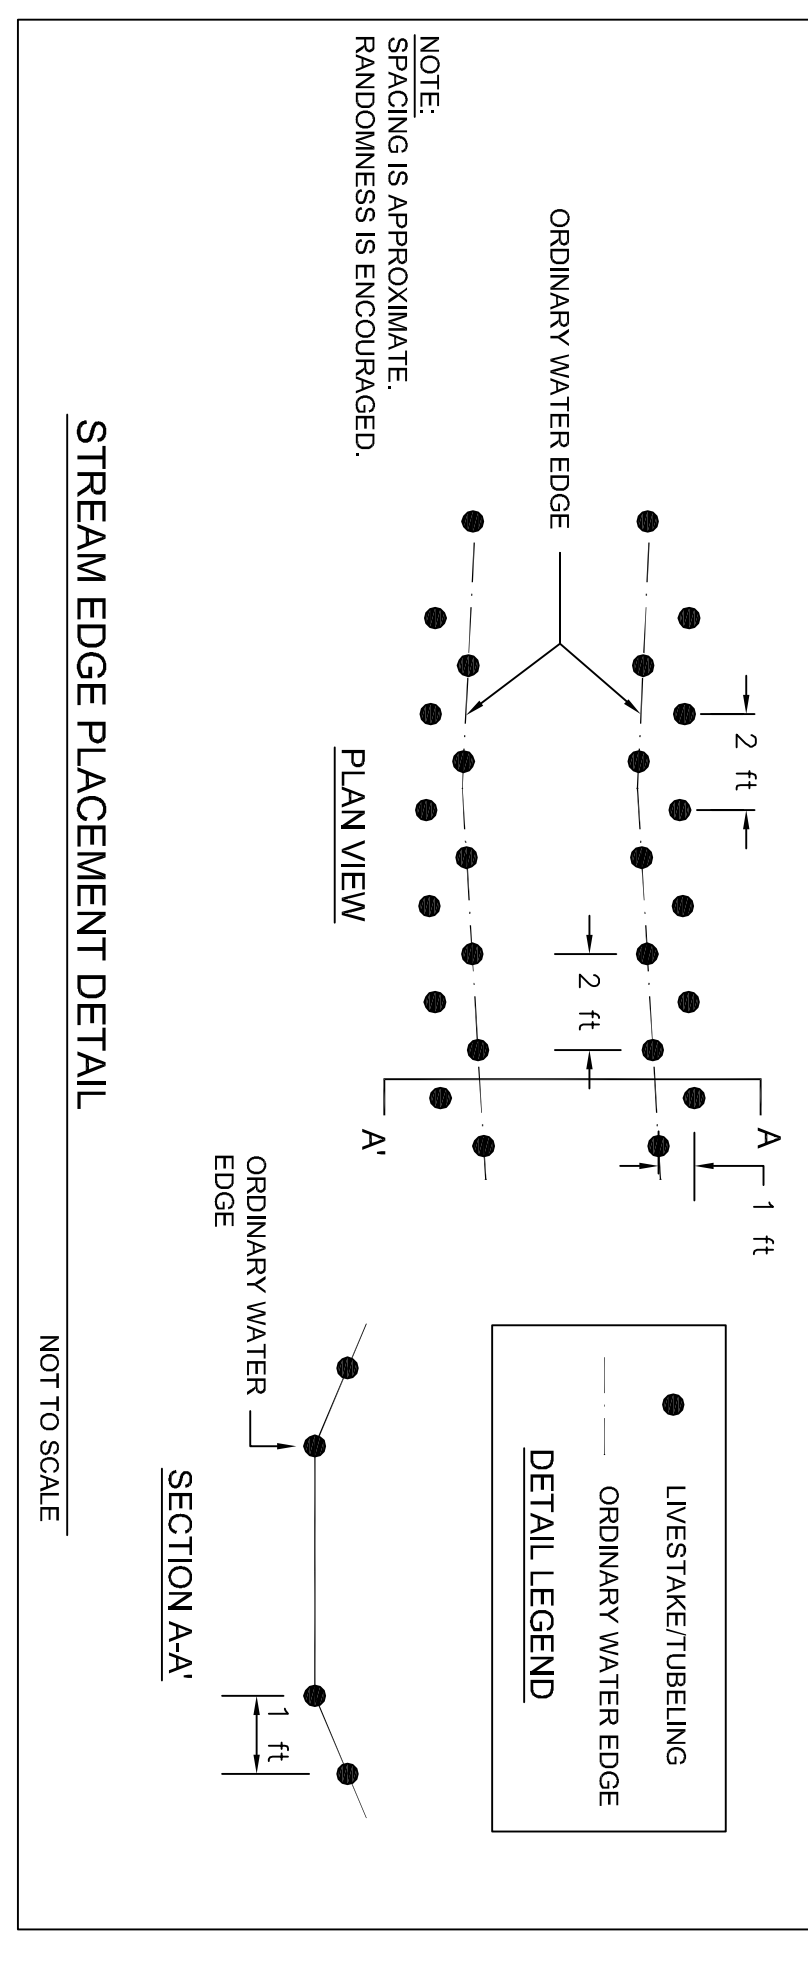 2 ft
A
1 ft
ORDINARY WATER EDGE
2 ft
A'
NOTE:
SPACING IS APPROXIMATE.
RANDOMNESS IS ENCOURAGED.
PLAN VIEW
LIVESTAKE/TUBELING
ORDINARY WATER EDGE
DETAIL LEGEND
ORDINARY WATER
EDGE
1 ft
SECTION A-A'
STREAM EDGE PLACEMENT DETAIL
NOT TO SCALE